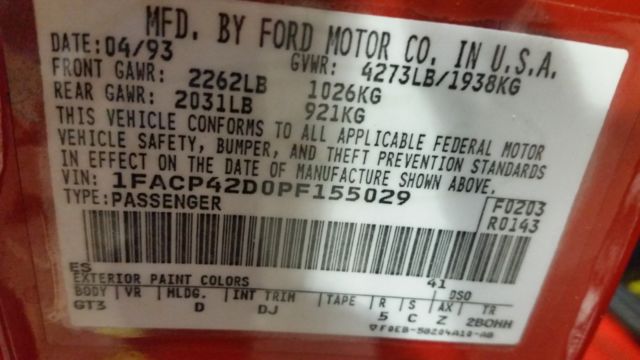 MFD. BY FORD MOTOR CO. IN U.S.A.
DATE: 04/93 GVWR: 4273LB/1938KG
FRONT GAWR: 2262LB 1026KG
REAR GAWR: 2031LB 921KG
THIS VEHICLE CONFORMS TO ALL APPLICABLE FEDERAL MOTOR
VEHICLE SAFETY, BUMPER, AND THEFT PREVENTION STANDARDS
IN EFFECT ON THE DATE OF MANUFACTURE SHOWN ABOVE.
VIN: 1FACP42D0PF155029
TYPE: PASSENGER F0203
R0143
ES 41
EXTERIOR PAINT COLORS DSO
BODY VR MLDG. INT TRIM TAPE R S AX TR
GT3 D DJ 5 C Z 2BOHH